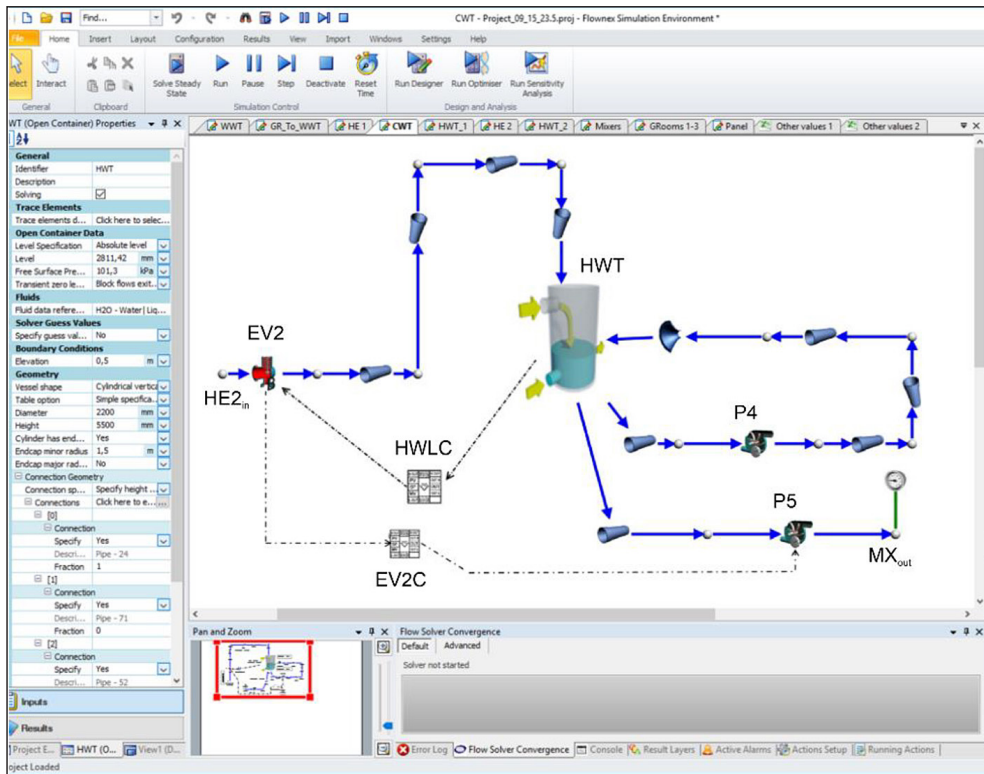 Find...
CWT - Project_09_15_23.5.proj - Flownex Simulation Environment *
File Home Insert Layout Configuration Results View Import Windows Settings Help
elect Interact
Solve Steady State Run Pause Step Deactivate Reset Time
Run Designer Run Optimiser Run Sensitivity Analysis
General Clipboard Simulation Control Design and Analysis
WT (Open Container) Properties
WWT GR_To_WWT HE 1 CWT HWT_1 HE 2 HWT_2 Mixers GRooms 1-3 Panel Other values 1 Other values 2
General
Identifier HWT
Description
Solving
Trace Elements
Trace elements d... Click here to selec...
Open Container Data
Level Specification Absolute level
Level 2811,42 mm
Free Surface Pre... 101,3 kPa
Transient zero le... Block flows exit...
Fluids
Fluid data refere... H2O - Water| Liq...
Solver Guess Values
Specify guess val... No
Boundary Conditions
Elevation 0,5 m
Geometry
Vessel shape Cylindrical vertic
Table option Simple specifica...
Diameter 2200 mm
Height 5500 mm
Cylinder has end... Yes
Endcap minor radius 1,5 m
Endcap major rad... No
Connection Geometry
Connection sp... Specify height ...
Connections Click here to e... ...
[0]
Connection
Specify Yes
Descri... Pipe - 24
Fraction 1
[1]
Connection
Specify Yes
Descri... Pipe - 71
Fraction 0
[2]
Connection
Specify Yes
Descri... Pipe - 52
Inputs
Results
Project E... HWT (O... View1 (D...
oject Loaded
HWT
EV2
HE2in
HWLC
P4
P5
EV2C
MXout
Pan and Zoom
Flow Solver Convergence
Default Advanced
Solver not started
Error Log Flow Solver Convergence Console Result Layers Active Alarms Actions Setup Running Actions